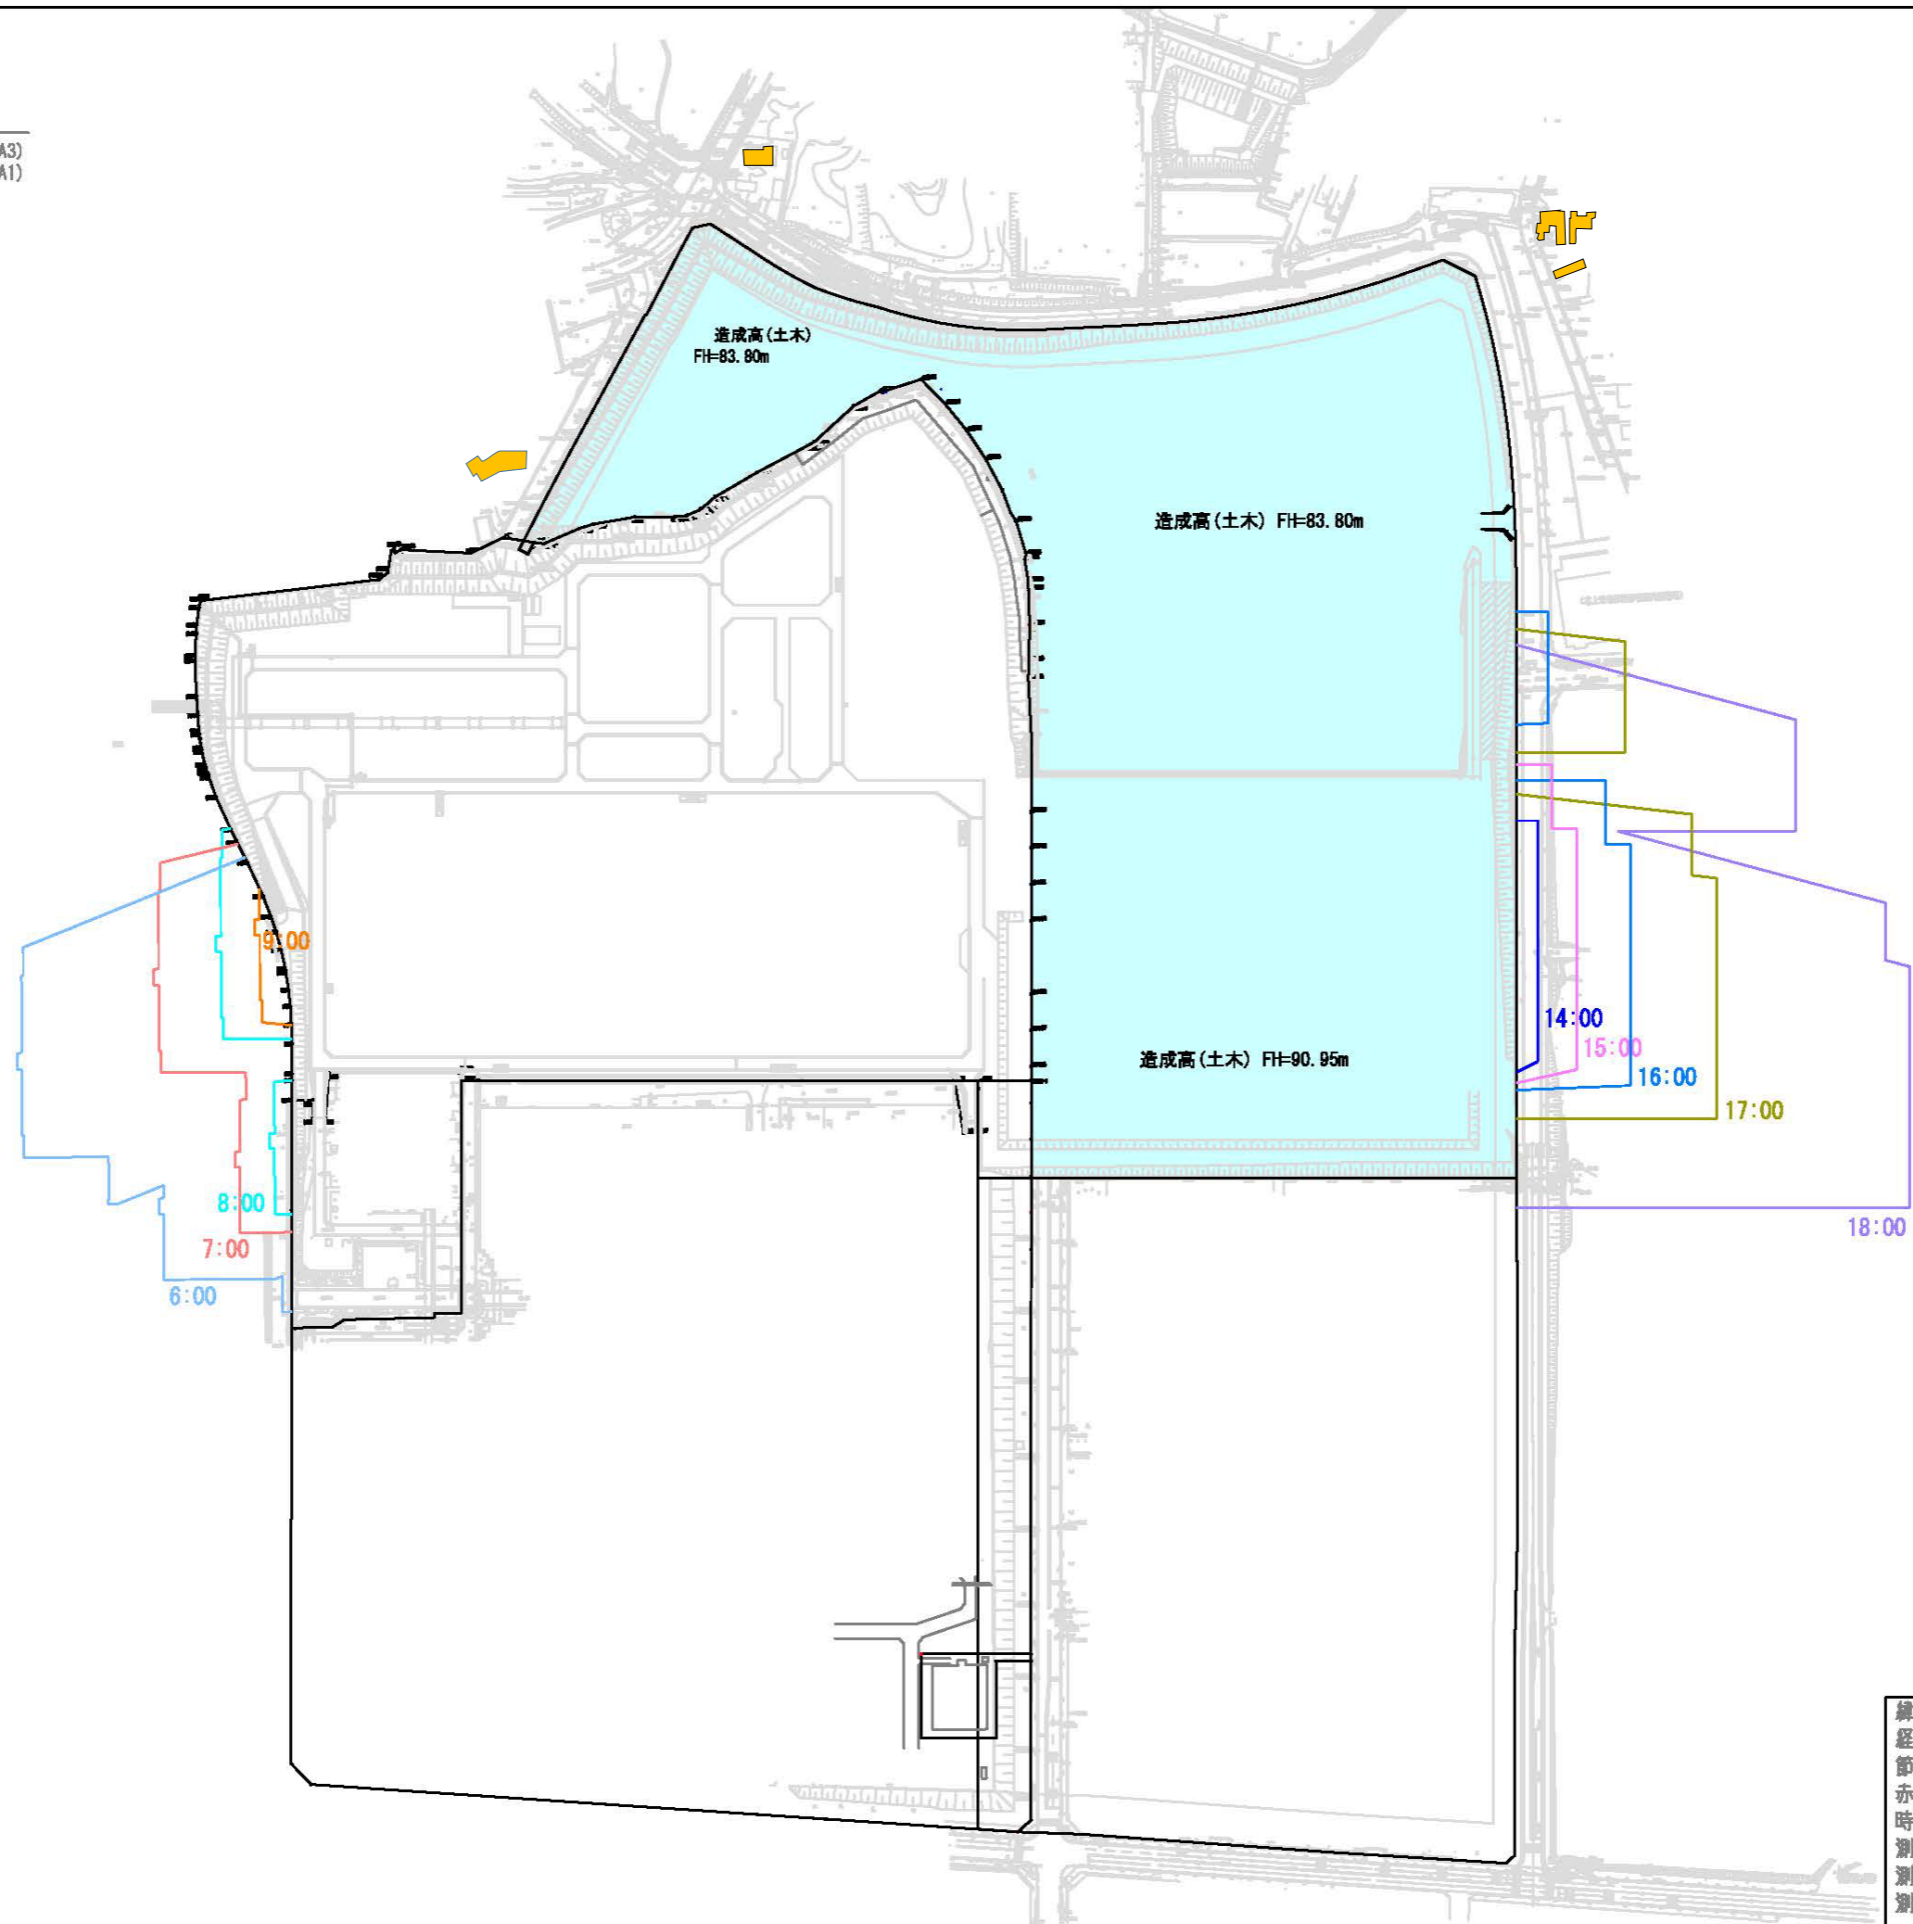 A3)
A1)
造成高(土木)
FH=83.80m
造成高(土木) FH=83.80m
9:00
14:00
15:00
造成高(土木) FH=90.95m
16:00
17:00
8:00
18:00
7:00
6:00
経
節
赤
時
測
測
測